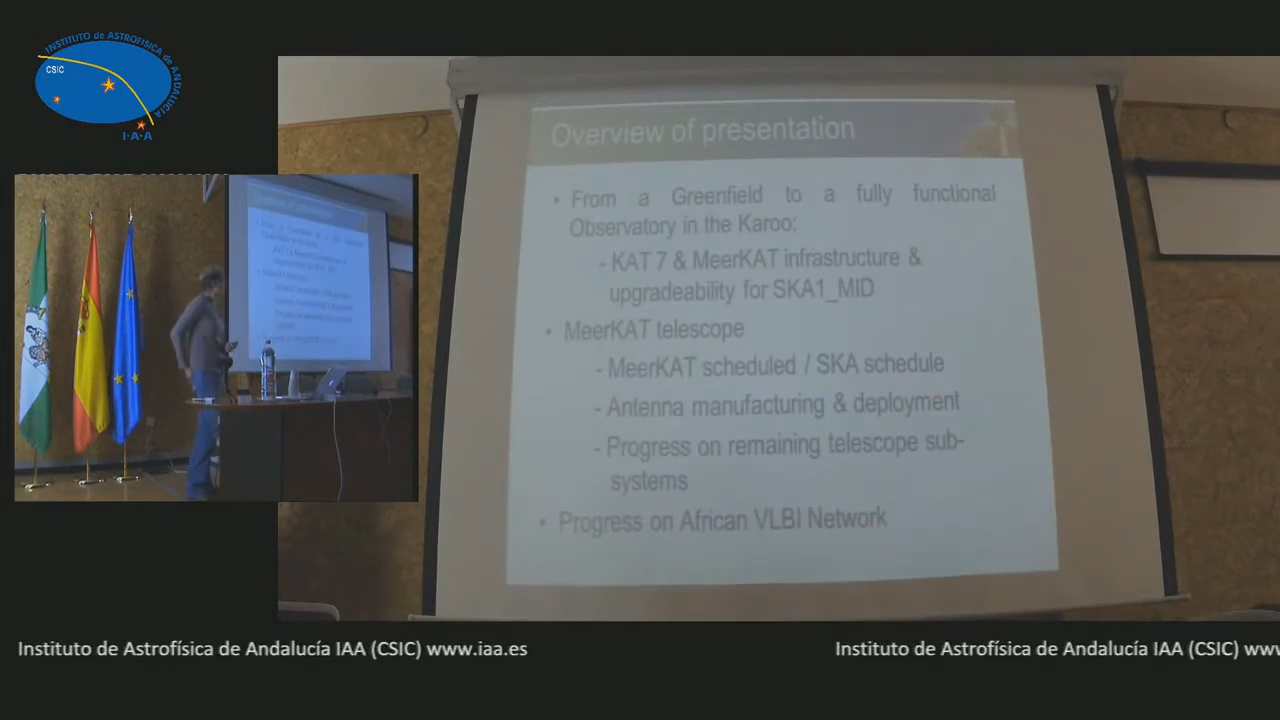 INSTITUTO de ASTROFÍSICA de ANDALUCÍA
CSIC
I·A·A
Overview of presentation
• From a Greenfield to a fully functional
Observatory in the Karoo:
- KAT 7 & MeerKAT infrastructure &
upgradeability for SKA1_MID
• MeerKAT telescope
- MeerKAT scheduled / SKA schedule
- Antenna manufacturing & deployment
- Progress on remaining telescope sub-
systems
• Progress on African VLBI Network
Instituto de Astrofísica de Andalucía IAA (CSIC) www.iaa.es
Instituto de Astrofísica de Andalucía IAA (CSIC) www